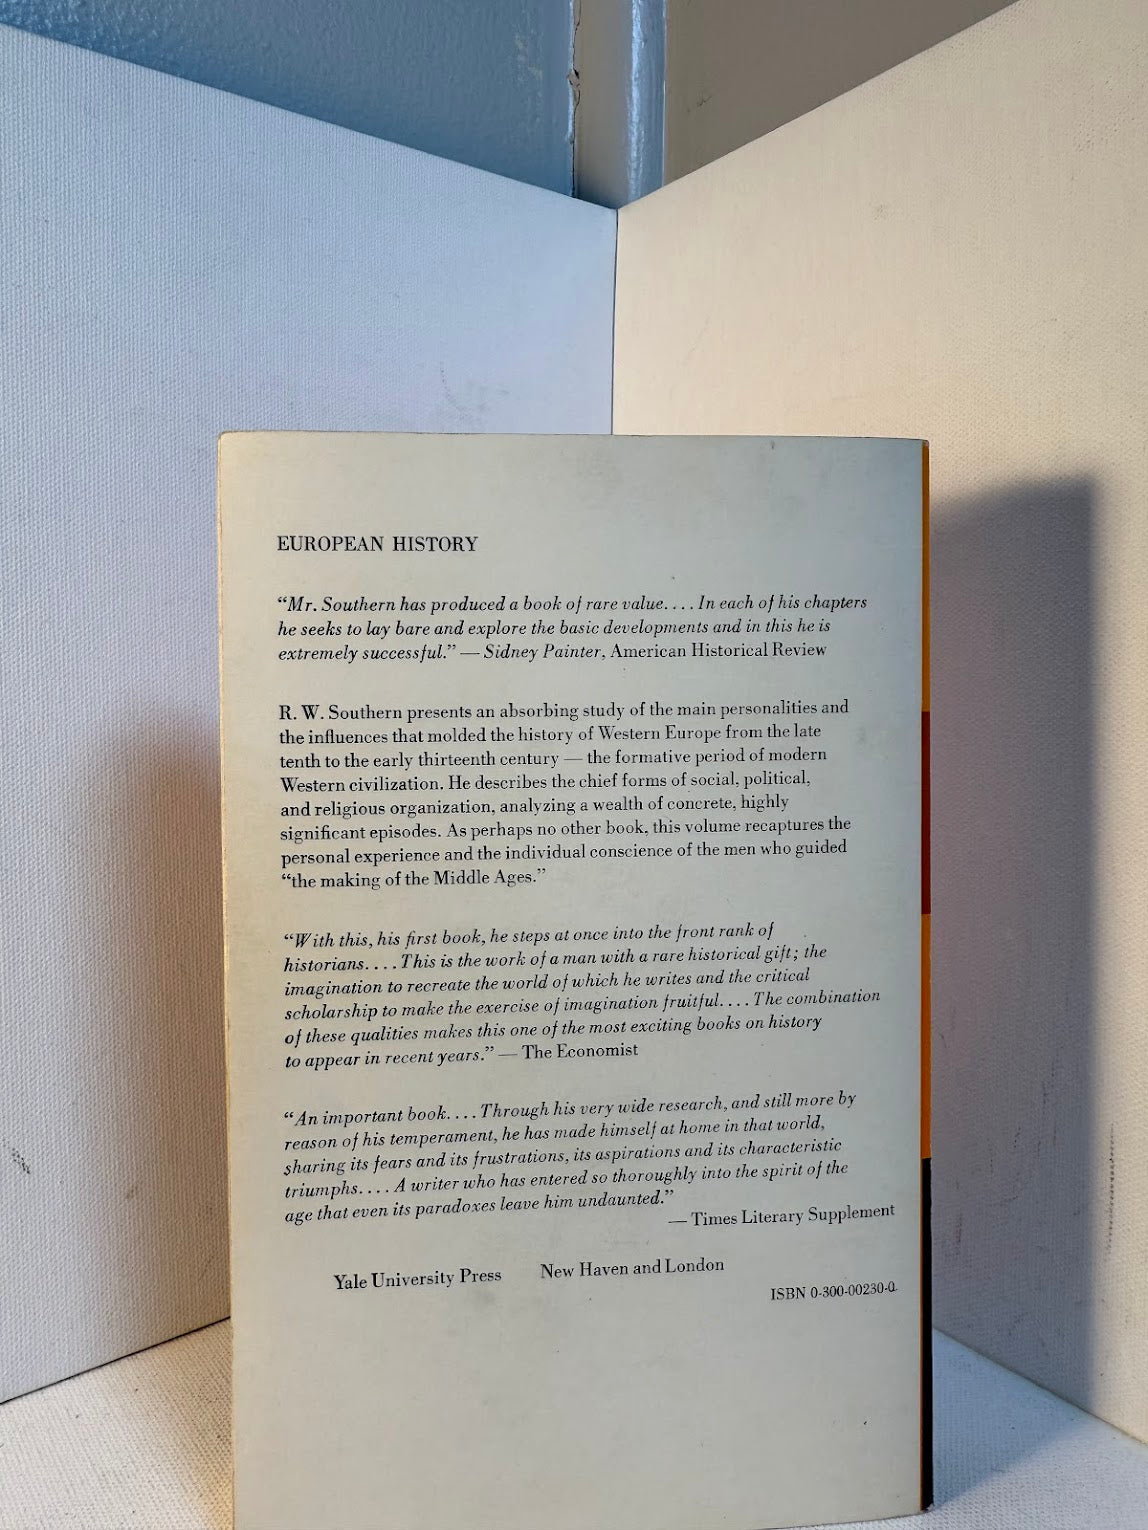 EUROPEAN HISTORY
“Mr. Southern has produced a book of rare value. . . . In each of his chapters
he seeks to lay bare and explore the basic developments and in this he is
extremely successful.” — Sidney Painter, American Historical Review
R. W. Southern presents an absorbing study of the main personalities and
the influences that molded the history of Western Europe from the late
tenth to the early thirteenth century — the formative period of modern
Western civilization. He describes the chief forms of social, political,
and religious organization, analyzing a wealth of concrete, highly
significant episodes. As perhaps no other book, this volume recaptures the
personal experience and the individual conscience of the men who guided
“the making of the Middle Ages.”
“With this, his first book, he steps at once into the front rank of
historians. . . . This is the work of a man with a rare historical gift; the
imagination to recreate the world of which he writes and the critical
scholarship to make the exercise of imagination fruitful. . . . The combination
of these qualities makes this one of the most exciting books on history
to appear in recent years.” — The Economist
“An important book. . . . Through his very wide research, and still more by
reason of his temperament, he has made himself at home in that world,
sharing its fears and its frustrations, its aspirations and its characteristic
triumphs. . . . A writer who has entered so thoroughly into the spirit of the
age that even its paradoxes leave him undaunted.”
— Times Literary Supplement
Yale University Press New Haven and London
ISBN 0-300-00230-0